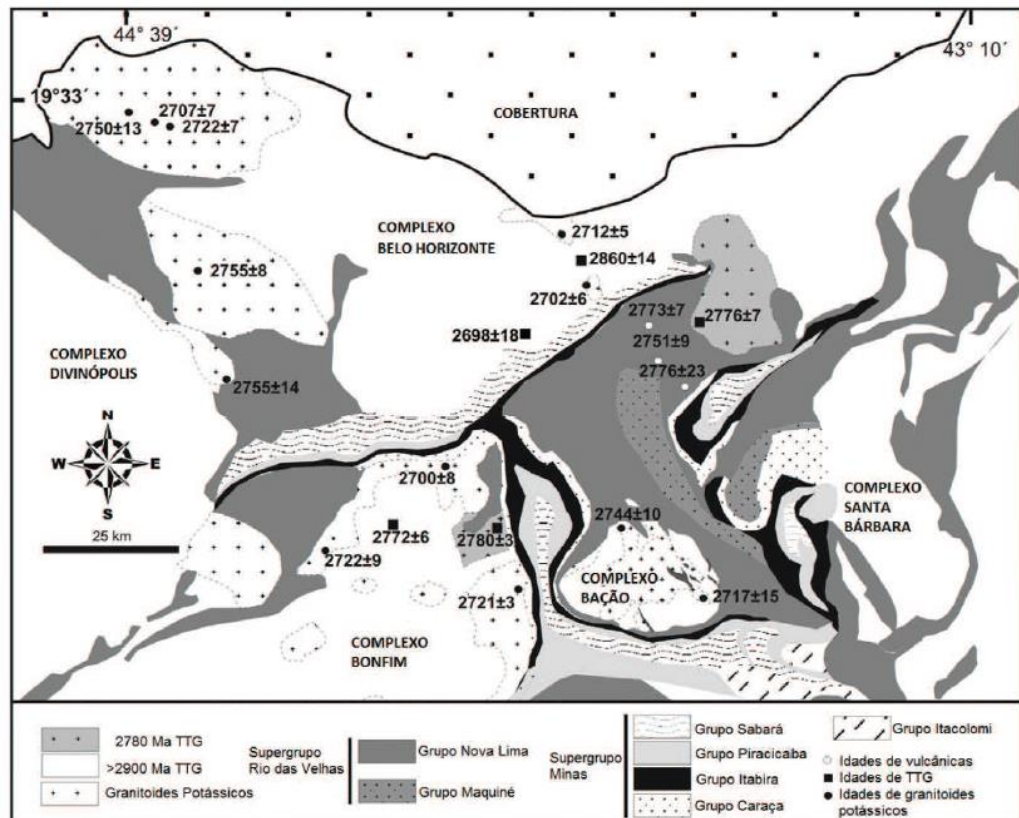 44° 39´
43° 10´
19°33´
2707±7
2750±13
2722±7
COBERTURA
COMPLEXO
BELO HORIZONTE
2712±5
2860±14
2755±8
2702±6
2773±7
2776±7
2698±18
2751±9
COMPLEXO
DIVINÓPOLIS
2776±23
2755±14
N
W
E
S
25 km
2700±8
COMPLEXO
SANTA
BÁRBARA
2772±6
2780±3
2744±10
2722±9
COMPLEXO
BAÇÃO
2721±3
2717±15
COMPLEXO
BONFIM
2780 Ma TTG
>2900 Ma TTG
Granitoides Potássicos
Supergrupo
Rio das Velhas
Grupo Nova Lima
Grupo Maquiné
Supergrupo
Minas
Grupo Sabará
Grupo Piracicaba
Grupo Itabira
Grupo Caraça
Grupo Itacolomi
Idades de vulcânicas
Idades de TTG
Idades de granitoides
potássicos